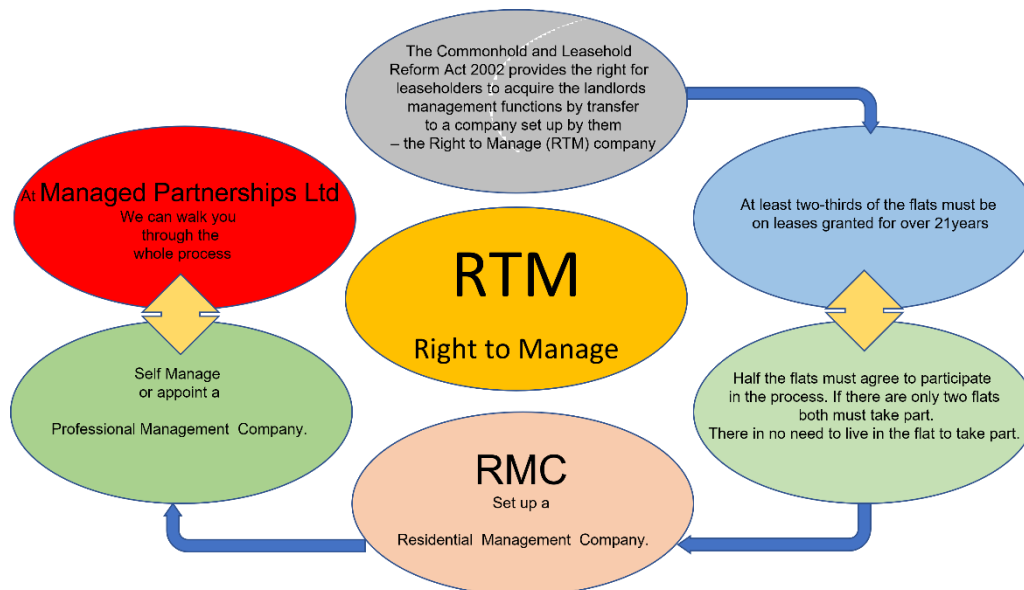 The Commonhold and Leasehold
Reform Act 2002 provides the right for
leaseholders to acquire the landlords
management functions by transfer
to a company set up by them
– the Right to Manage (RTM) company
At least two-thirds of the flats must be
on leases granted for over 21years
Half the flats must agree to participate
in the process. If there are only two flats
both must take part.
There in no need to live in the flat to take part.
RMC
Set up a
Residential Management Company.
Self Manage
or appoint a
Professional Management Company.
At Managed Partnerships Ltd
We can walk you
through the
whole process
RTM
Right to Manage